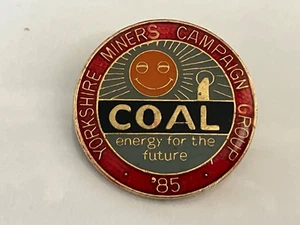 YORKSHIRE MINERS CAMPAIGN GROUP
COAL
energy for the
future
'85